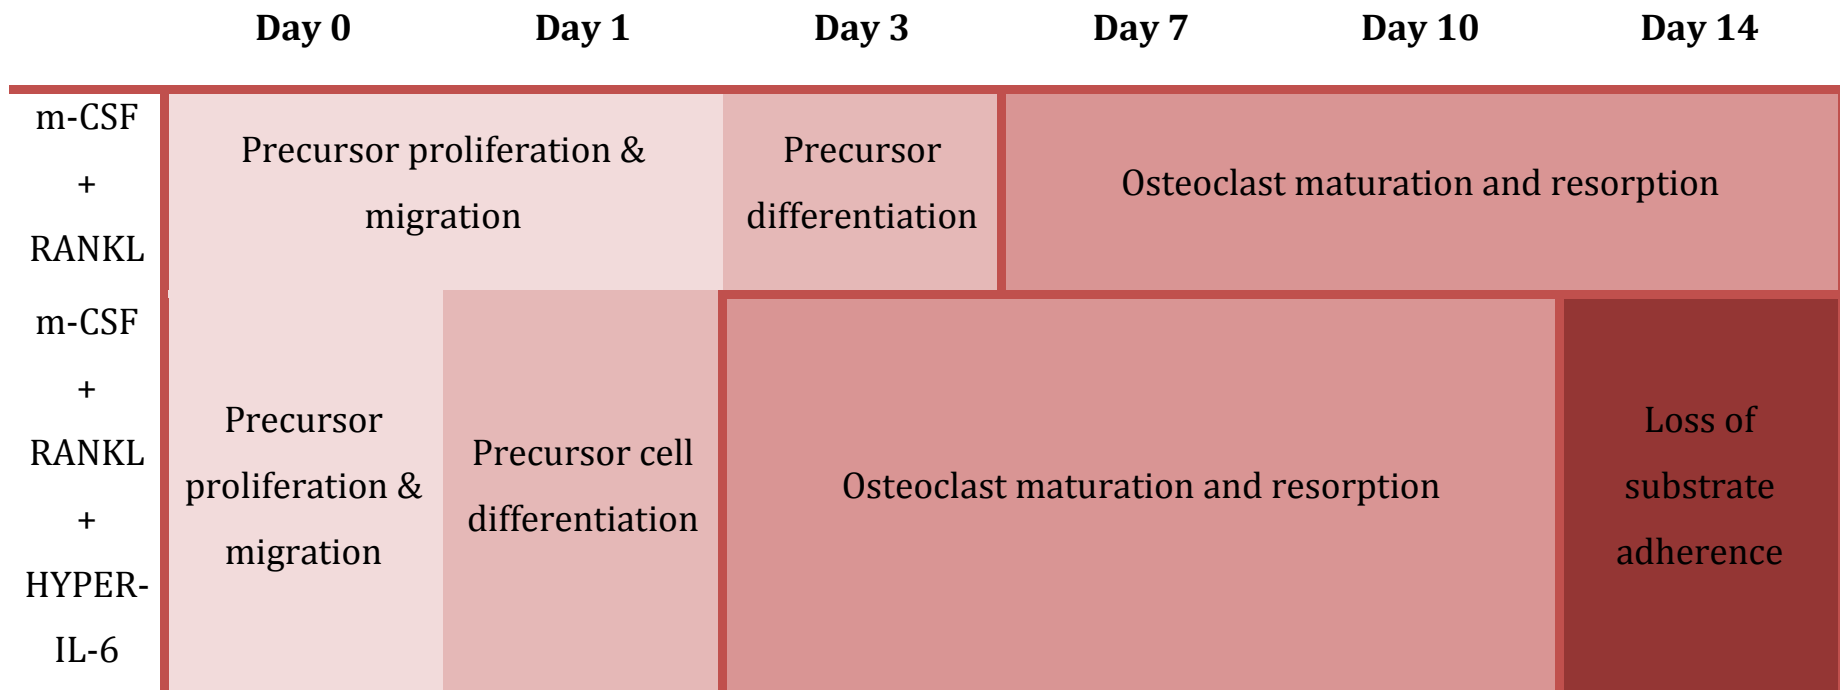 Day 0 Day 1 Day 3 Day 7 Day 10 Day 14
m-CSF
+
RANKL
Precursor proliferation &
migration
Precursor
differentiation
Osteoclast maturation and resorption
m-CSF
+
RANKL
+
HYPER-
IL-6
Precursor
proliferation &
migration
Precursor cell
differentiation
Osteoclast maturation and resorption
Loss of
substrate
adherence